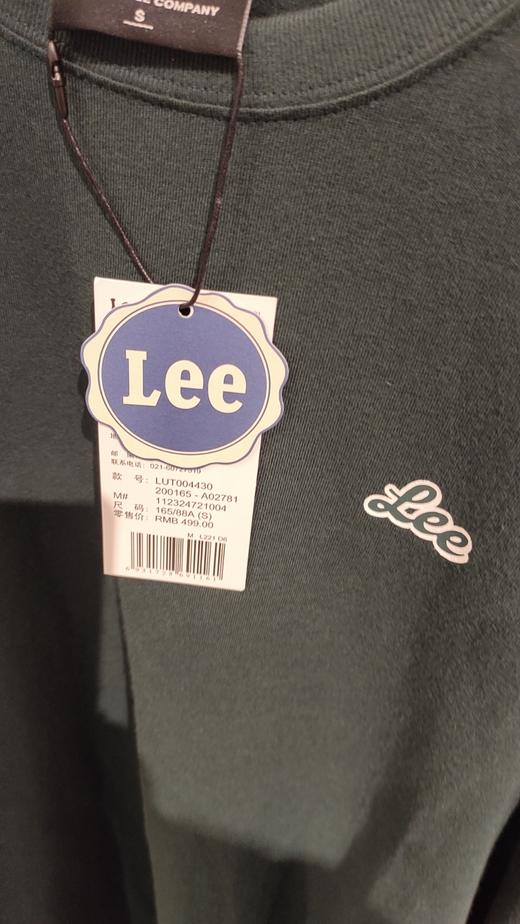 COMPANY
S
Lee
联系电话：
款 号：LUT004430
200165 - A02781
M# 112324721004
尺 码：165/88A (S)
零售价：RMB 499.00
M L221 D6
Lee